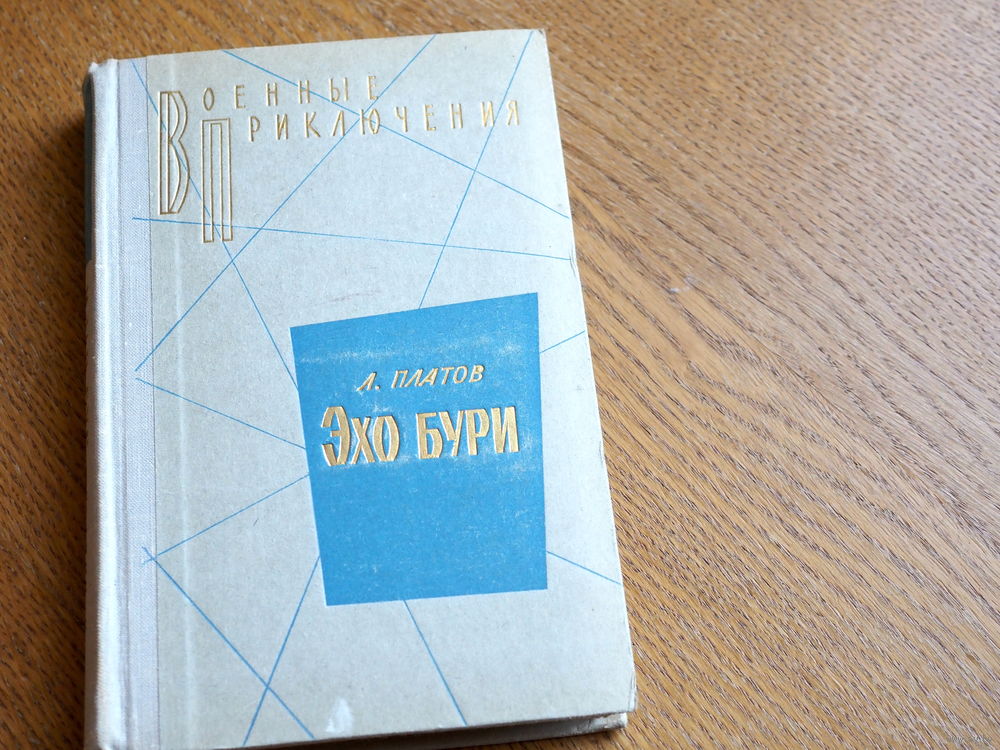 Военные
Приключения
Л. Платов
Эхо бури